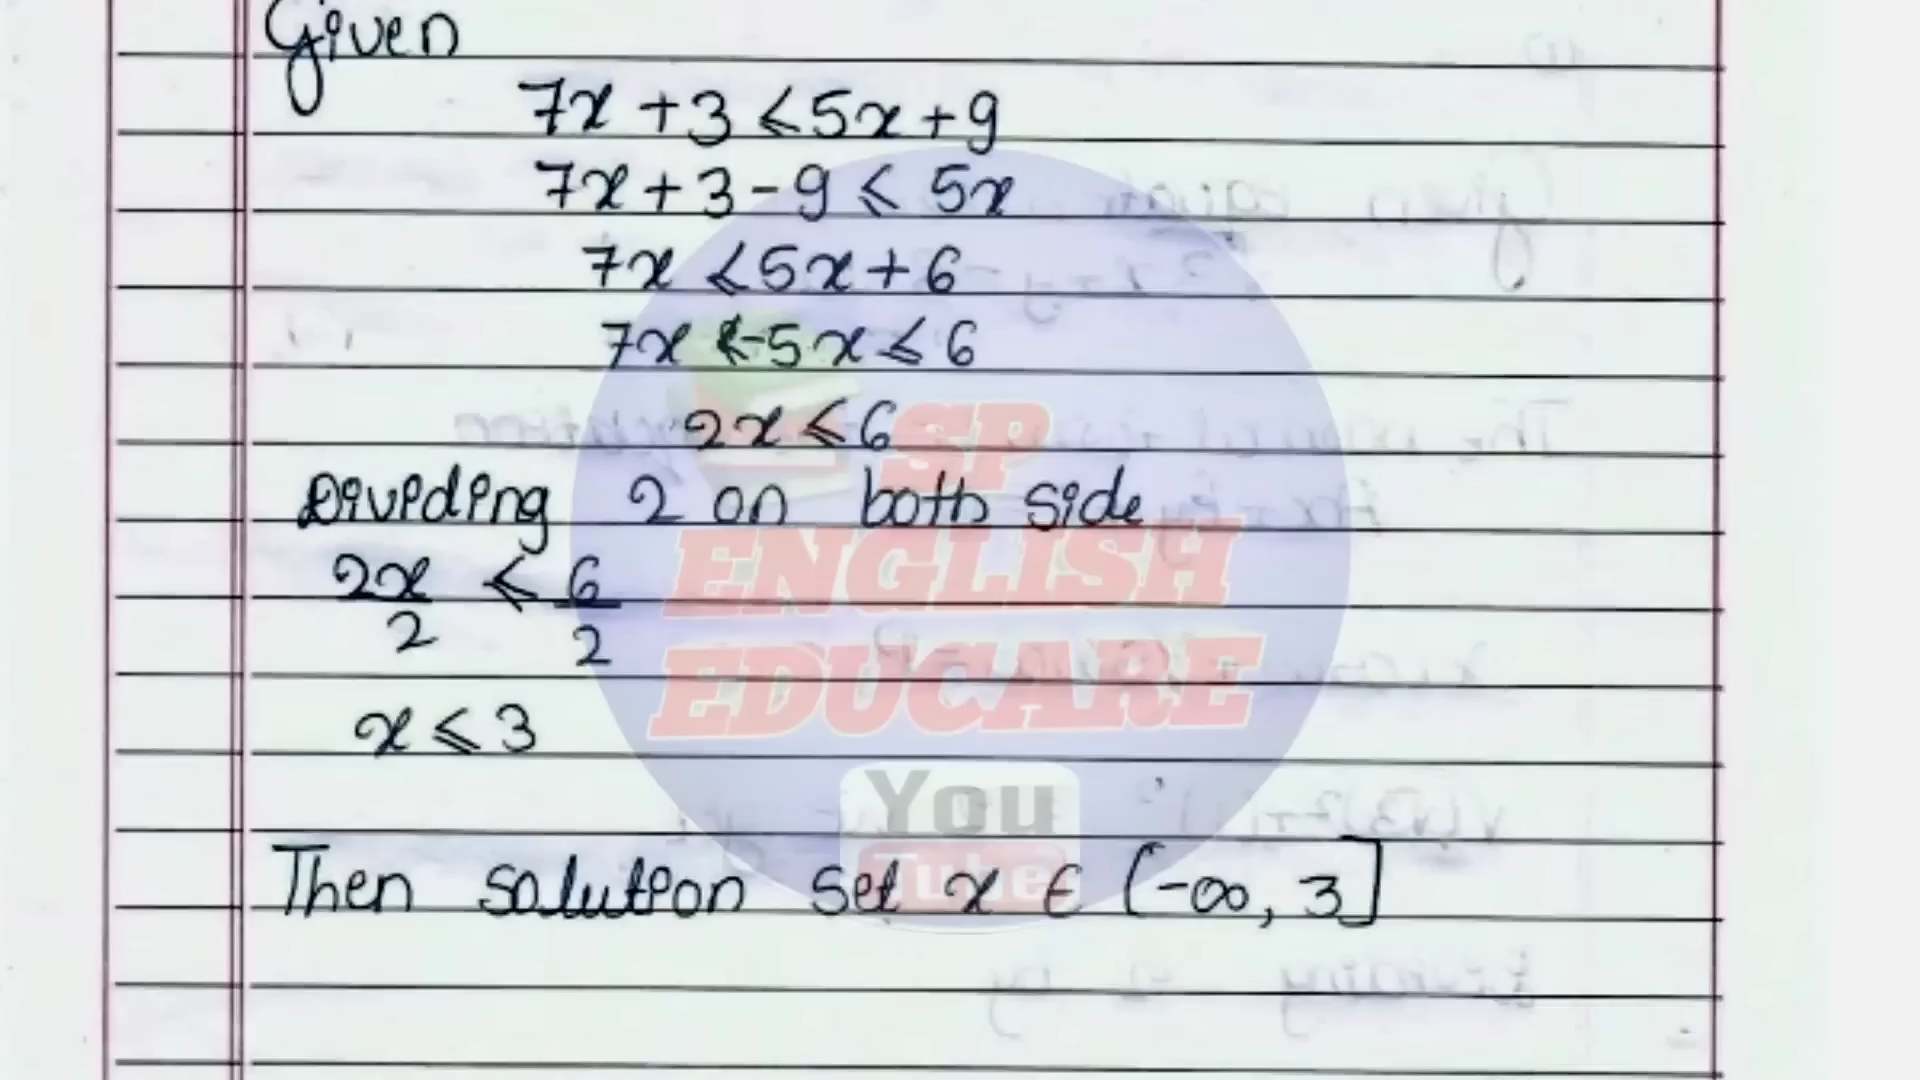 Given
7x + 3 ⩽ 5x + 9
7x + 3 - 9 ⩽ 5x
7x ⩽ 5x + 6
7x - 5x ⩽ 6
2x ⩽ 6
Dividing 2 on both side
2x/2 ⩽ 6/2
x ⩽ 3
Then solution set x ∈ (-∞, 3]
SP
ENGLISH
EDUCARE
You
Tube